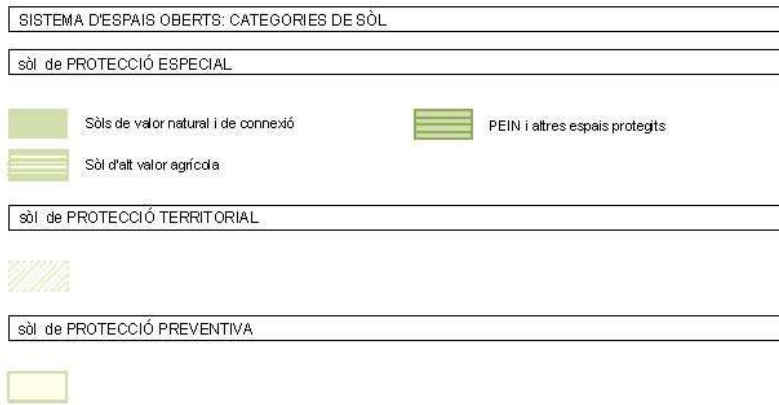 SISTEMA D'ESPAIS OBERTS: CATEGORIES DE SÒL
sòl de PROTECCIÓ ESPECIAL
Sòls de valor natural i de connexió
PEIN i altres espais protegits
Sòl d'alt valor agrícola
sòl de PROTECCIÓ TERRITORIAL
sòl de PROTECCIÓ PREVENTIVA